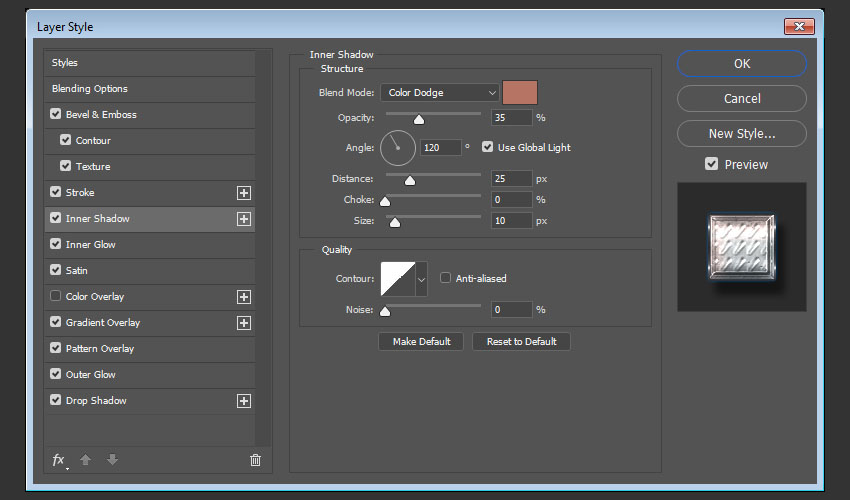 Layer Style
Styles
Blending Options
Bevel & Emboss
Contour
Texture
Stroke
Inner Shadow
Inner Glow
Satin
Color Overlay
Gradient Overlay
Pattern Overlay
Outer Glow
Drop Shadow
fx
Inner Shadow
Structure
Blend Mode: Color Dodge
Opacity: 35 %
Angle: 120 ° Use Global Light
Distance: 25 px
Choke: 0 %
Size: 10 px
Quality
Contour: Anti-aliased
Noise: 0 %
Make Default Reset to Default
OK
Cancel
New Style...
Preview